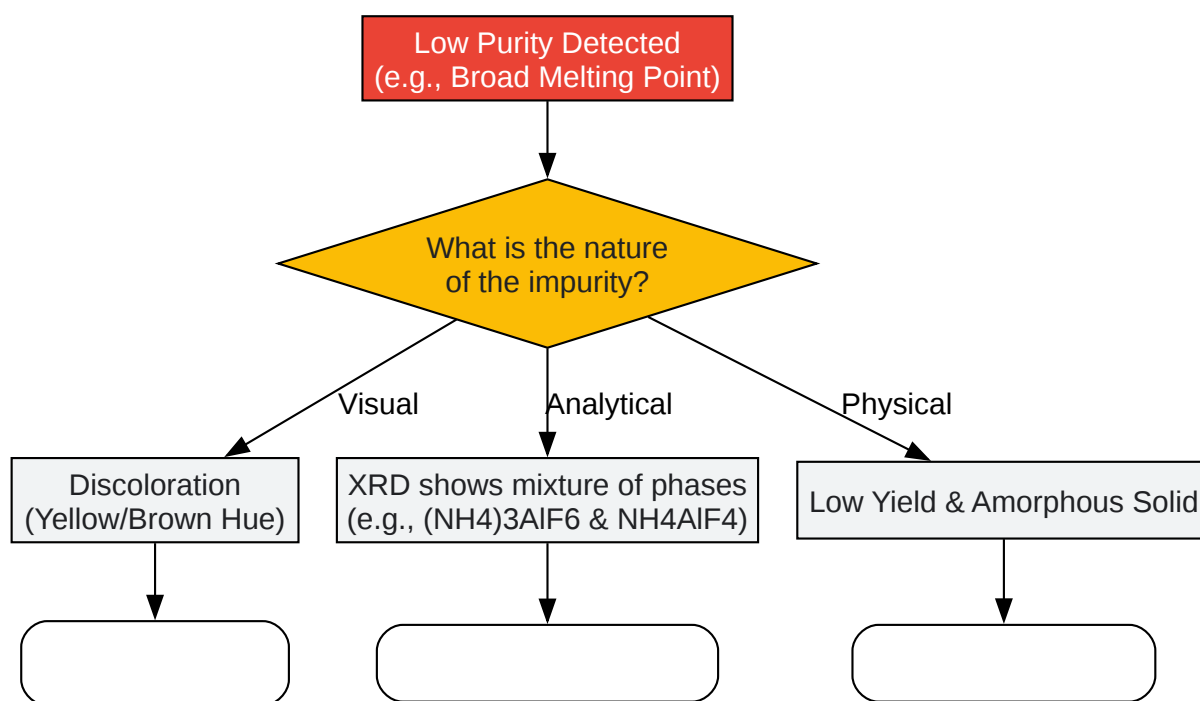 Low Purity Detected
(e.g., Broad Melting Point)
What is the nature
of the impurity?
Visual
Analytical
Physical
Discoloration
(Yellow/Brown Hue)
XRD shows mixture of phases
(e.g., (NH4)3AlF6 & NH4AlF4)
Low Yield & Amorphous Solid